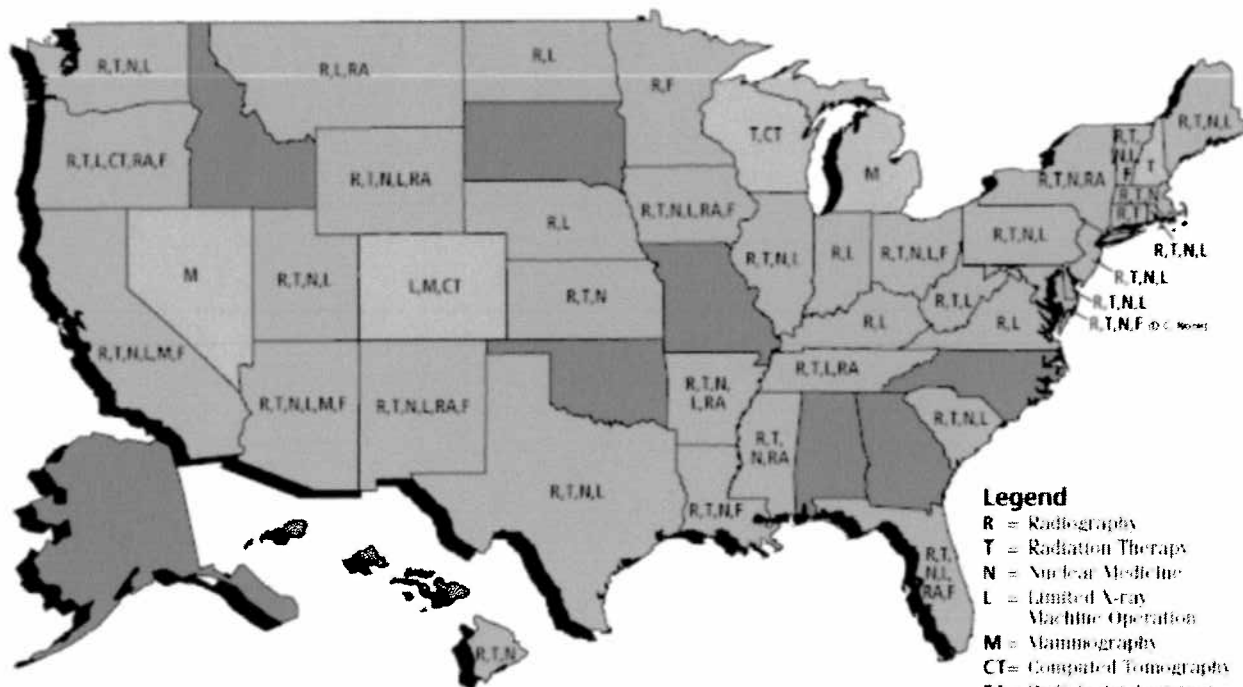 R,T,N,L
R,L,RA
R,L
R,F
T,CT
M
R,T,N,L
R,T,
N,L
F
T
R,T,N,RA
R,T,N
R,T,L,CT,RA,F
R,T,N,L,RA
R,L
R,T,N,L,RA,F
R,T,N,L
R,L
R,T,N,L,F
R,T,N,L
R,T,N,L
R,T,N,L
R,T,N,L
R,T,N,F (D.C. None)
M
R,T,N,L
L,M,CT
R,T,N
R,T,L
R,L
R,L
R,T,N,L,M,F
R,T,N,L,M,F
R,T,N,L,RA,F
R,T,N,
L,RA
R,T,L,RA
R,T,N,L
R,T,
N,RA
R,T,N,L
R,T,N,F
R,T,
N,L,
RA,F
R,T,N
Legend
R = Radiography
T = Radiation Therapy
N = Nuclear Medicine
L = Limited X-ray
Machine Operation
M = Mammography
CT= Computed Tomography